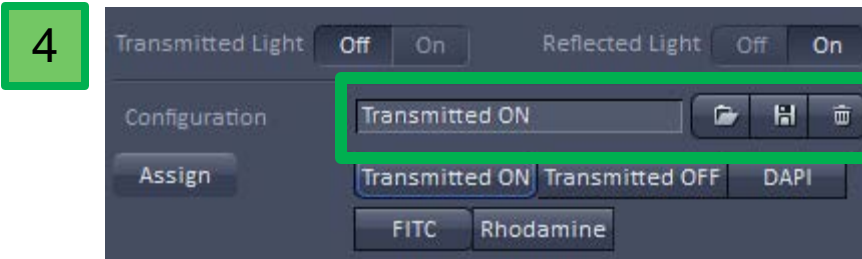 4
Transmitted Light Off On Reflected Light Off On
Configuration Transmitted ON
Assign Transmitted ON Transmitted OFF DAPI
FITC Rhodamine